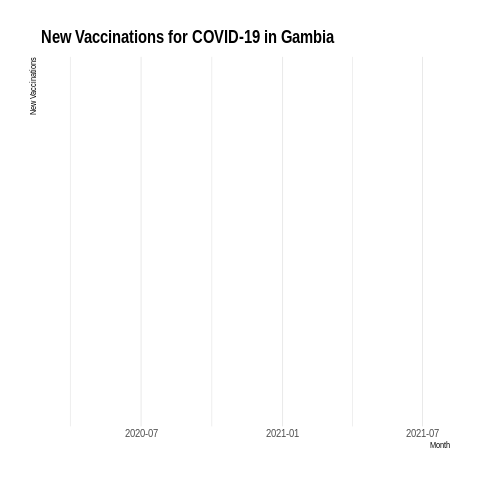 New Vaccinations for COVID-19 in Gambia
New Vaccinations
2020-07
2021-01
2021-07
Month